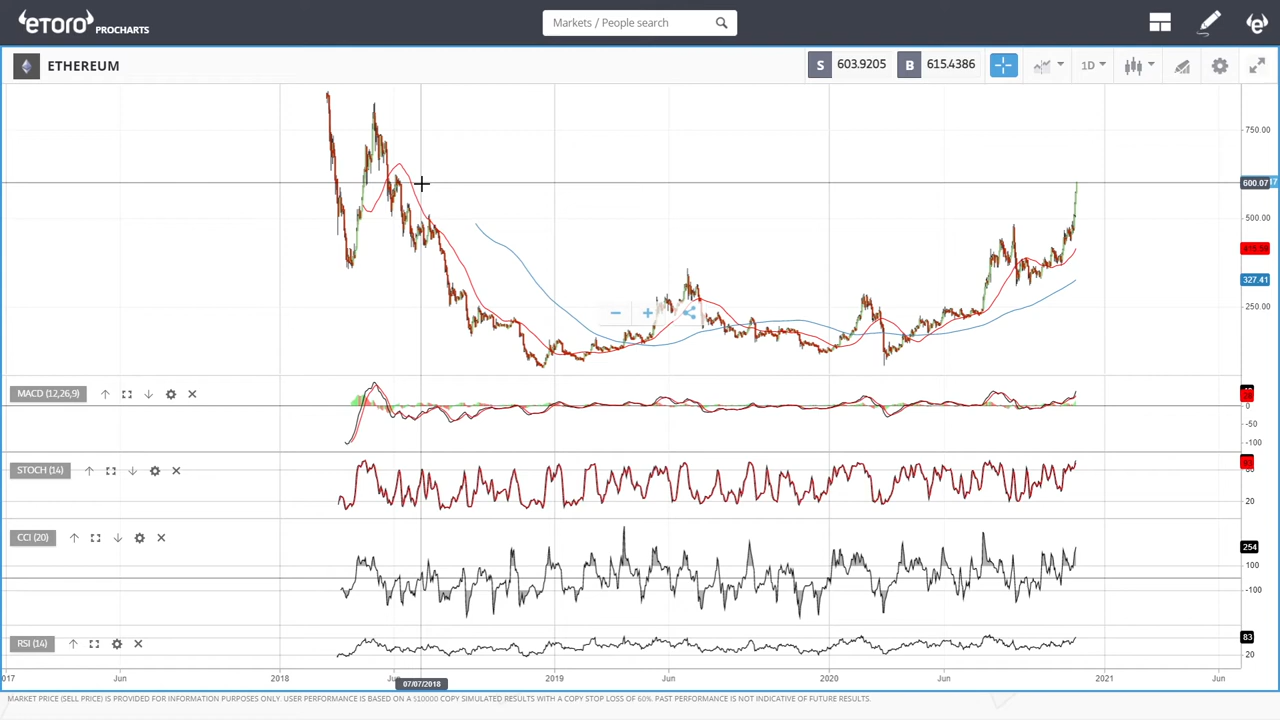 eTORO PROCHARTS
Markets / People search
ETHEREUM
S 603.9205 B 615.4386 1D
750.00
600.07
500.00
327.41
250.00
MACD (12,26,9)
0
-50
-100
STOCH (14)
20
CCI (20)
254
100
-100
RSI (14)
83
20
2017 Jun 2018 2019 Jun 2020 Jun 2021 Jun
07/07/2018
MARKET PRICE (SELL PRICE) IS PROVIDED FOR INFORMATION PURPOSES ONLY. USER PERFORMANCE IS BASED ON A $10000 COPY SIMULATED RESULTS WITH A COPY STOP LOSS OF 60%. PAST PERFORMANCE IS NOT INDICATIVE OF FUTURE RESULTS.